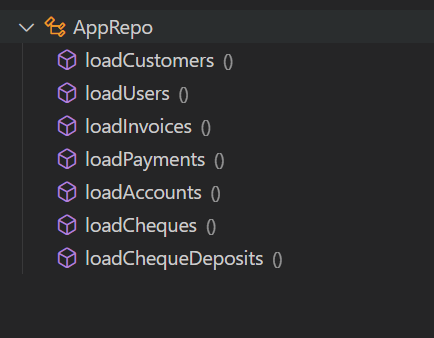 AppRepo
loadCustomers ()
loadUsers ()
loadInvoices ()
loadPayments ()
loadAccounts ()
loadCheques ()
loadChequeDeposits ()